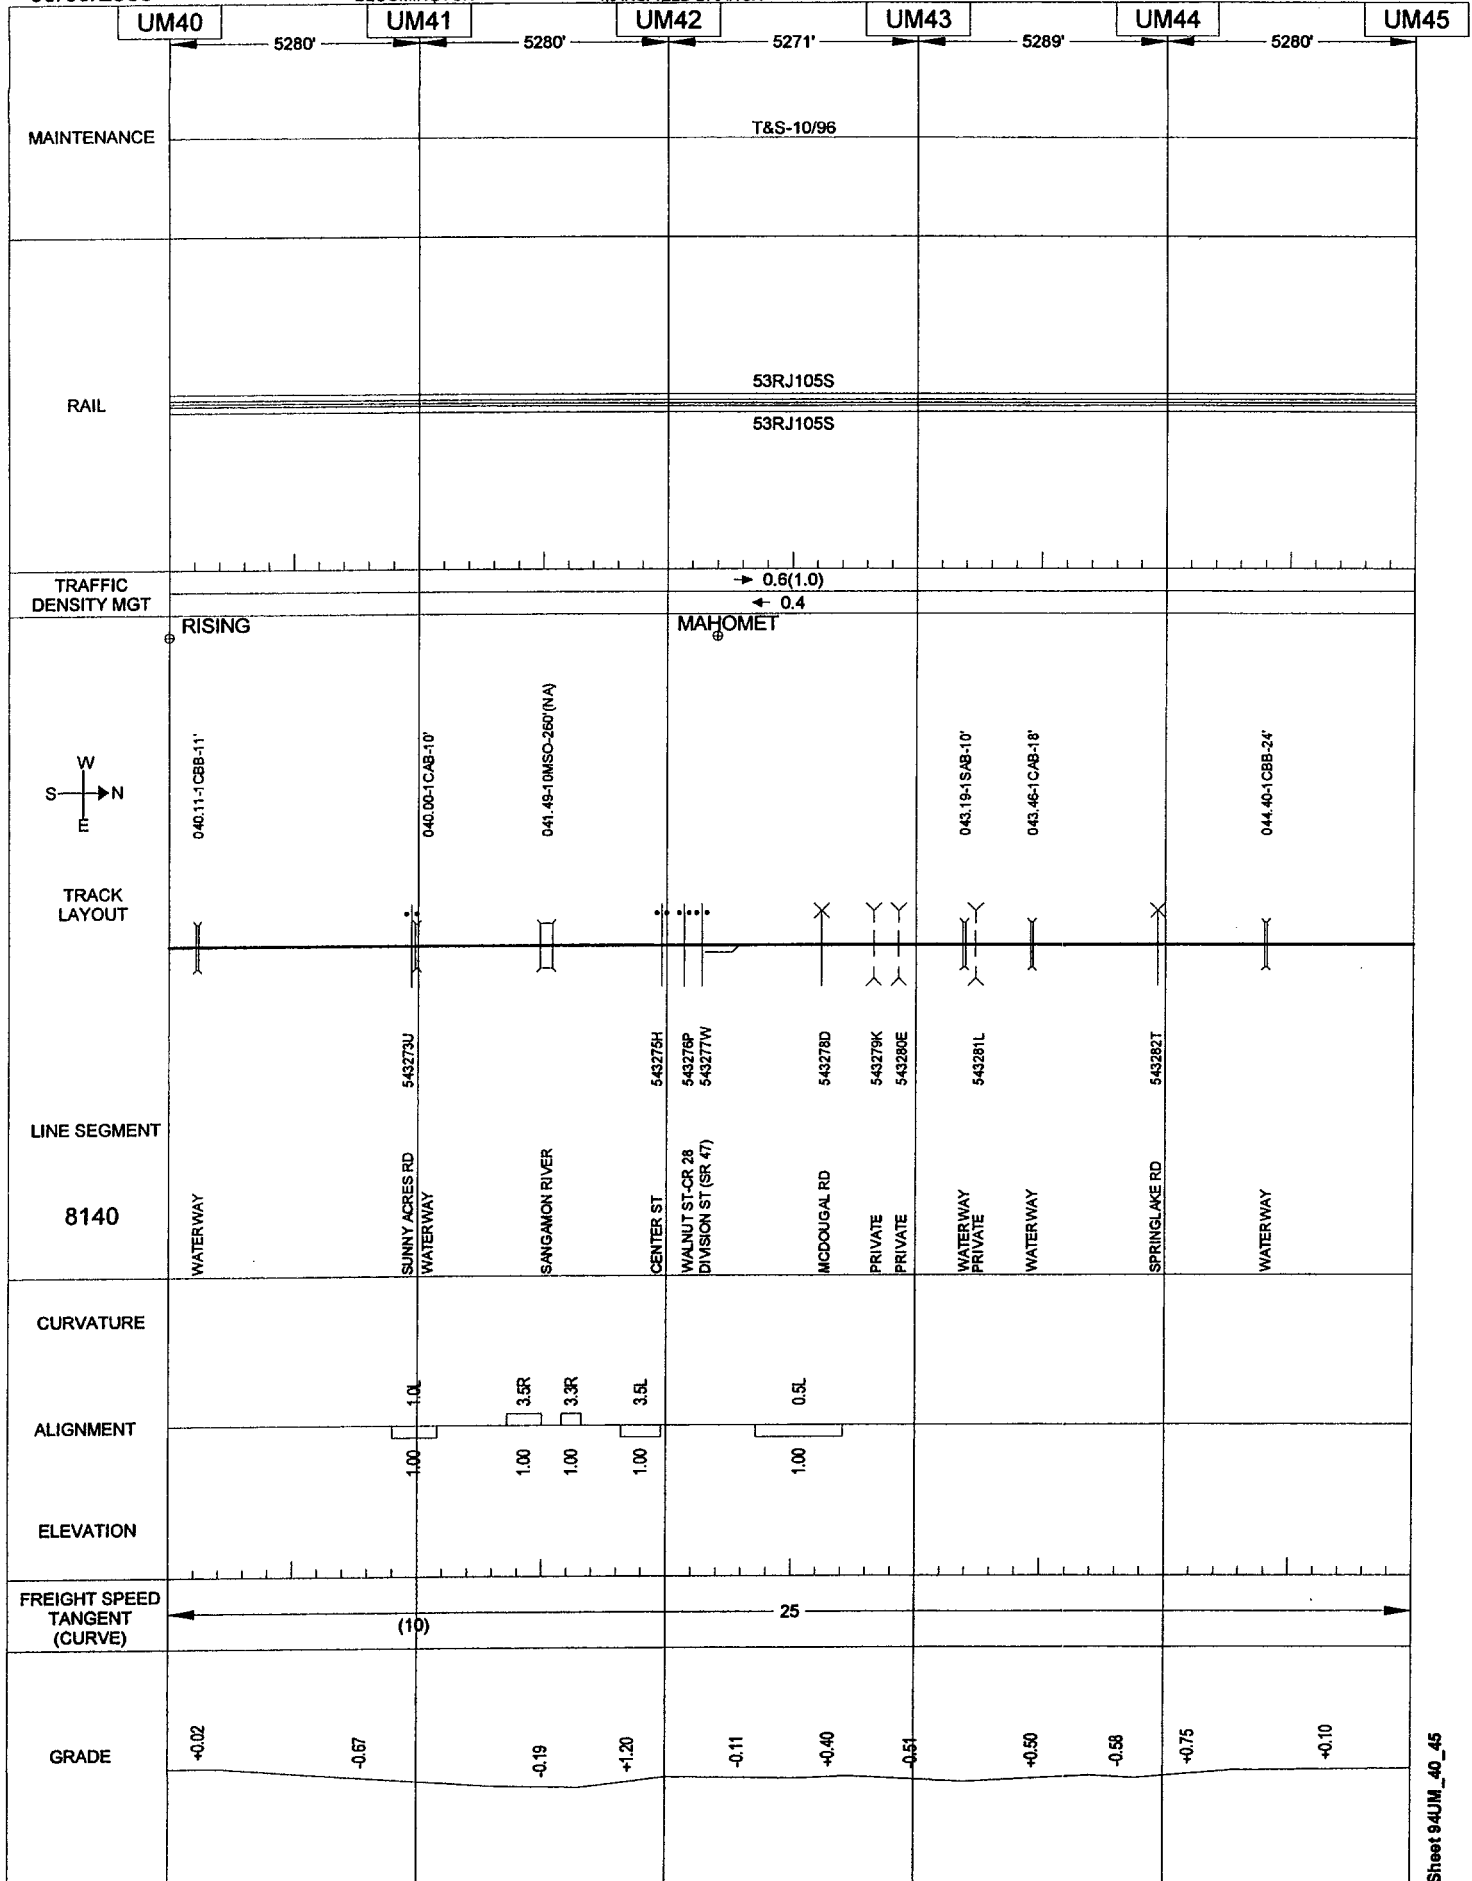 UM40 UM41 UM42 UM43 UM44 UM45
5280' 5280' 5271' 5289' 5280'
MAINTENANCE
T&S-10/96
RAIL
53RJ105S
53RJ105S
TRAFFIC
DENSITY MGT
→ 0.6(1.0)
← 0.4
RISING
MAHOMET
W
S N
E
040.11-1CBB-11'
040.00-1CAB-10'
041.49-10MSO-260'(NA)
043.19-1SAB-10'
043.46-1CAB-18'
044.40-1CBB-24'
TRACK
LAYOUT
543273U
543275H
543276P
543277W
543278D
543279K
543280E
543281L
543282T
LINE SEGMENT
8140
WATERWAY
SUNNY ACRES RD
WATERWAY
SANGAMON RIVER
CENTER ST
WALNUT ST-CR 28
DIVISION ST (SR 47)
MCDOUGAL RD
PRIVATE
PRIVATE
WATERWAY
PRIVATE
WATERWAY
SPRINGLAKE RD
WATERWAY
CURVATURE
1.0L 3.5R 3.3R 3.5L 0.5L
ALIGNMENT
1.00 1.00 1.00 1.00 1.00
ELEVATION
FREIGHT SPEED
TANGENT
(CURVE)
25
(10)
GRADE
+0.02 -0.67 -0.19 +1.20 -0.11 +0.40 -0.51 +0.50 -0.58 +0.75 +0.10
Sheet 94UM_40_45